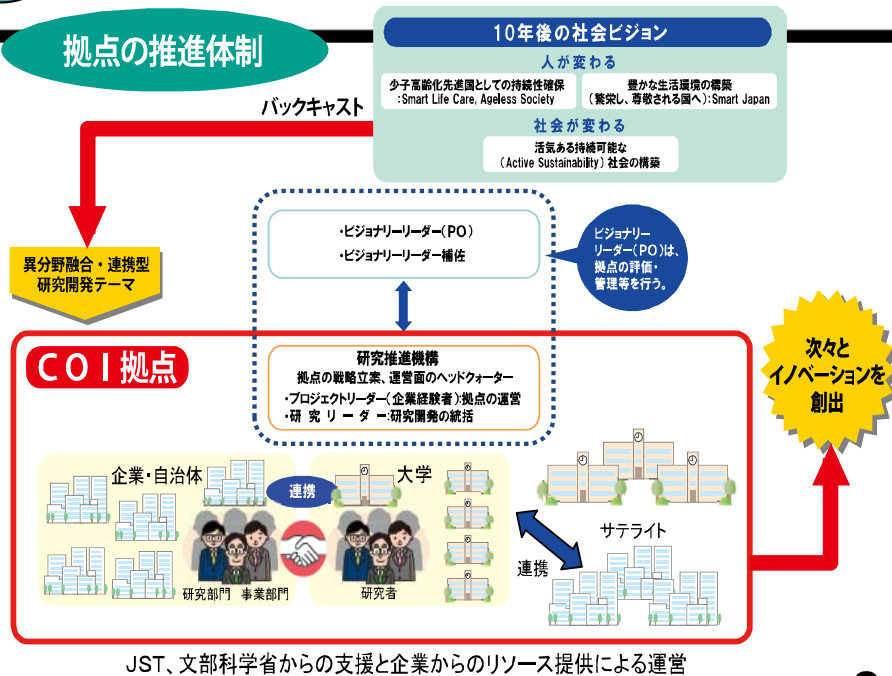 拠点の推進体制
10年後の社会ビジョン
人が変わる
少子高齢化先進国としての持続性確保
:Smart Life Care, Ageless Society
豊かな生活環境の構築
(繁栄し、尊敬される国へ):Smart Japan
社会が変わる
活気ある持続可能な
(Active Sustainability) 社会の構築
バックキャスト
・ビジョナリーリーダー(PO)
・ビジョナリーリーダー補佐
ビジョナリー
リーダー(PO)は、
拠点の評価・
管理等を行う。
異分野融合・連携型
研究開発テーマ
COI拠点
研究推進機構
拠点の戦略立案、運営面のヘッドクォーター
・プロジェクトリーダー(企業経験者):拠点の運営
・研 究 リ ー ダ ー:研究開発の統括
次々と
イノベーションを
創出
企業・自治体
連携
大学
研究部門 事業部門
研究者
連携
サテライト
JST、文部科学省からの支援と企業からのリソース提供による運営